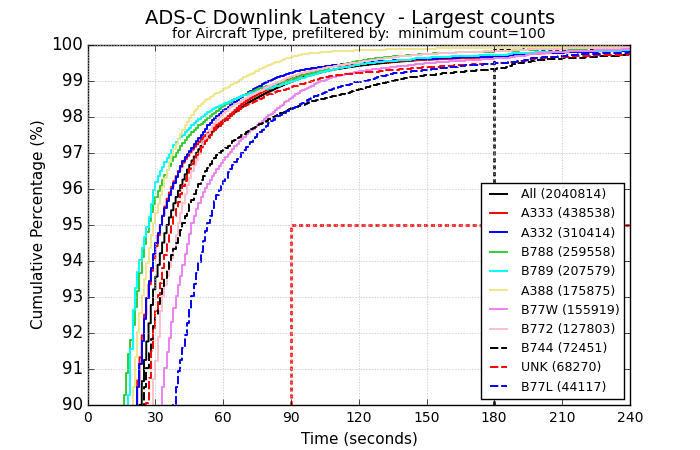 ADS-C Downlink Latency  - Largest counts
for Aircraft Type, prefiltered by:  minimum count=100
Cumulative Percentage (%)
100
99
98
97
96
95
94
93
92
91
90
0 30 60 90 120 150 180 210 240
Time (seconds)
All (2040814)
A333 (438538)
A332 (310414)
B788 (259558)
B789 (207579)
A388 (175875)
B77W (155919)
B772 (127803)
B744 (72451)
UNK (68270)
B77L (44117)